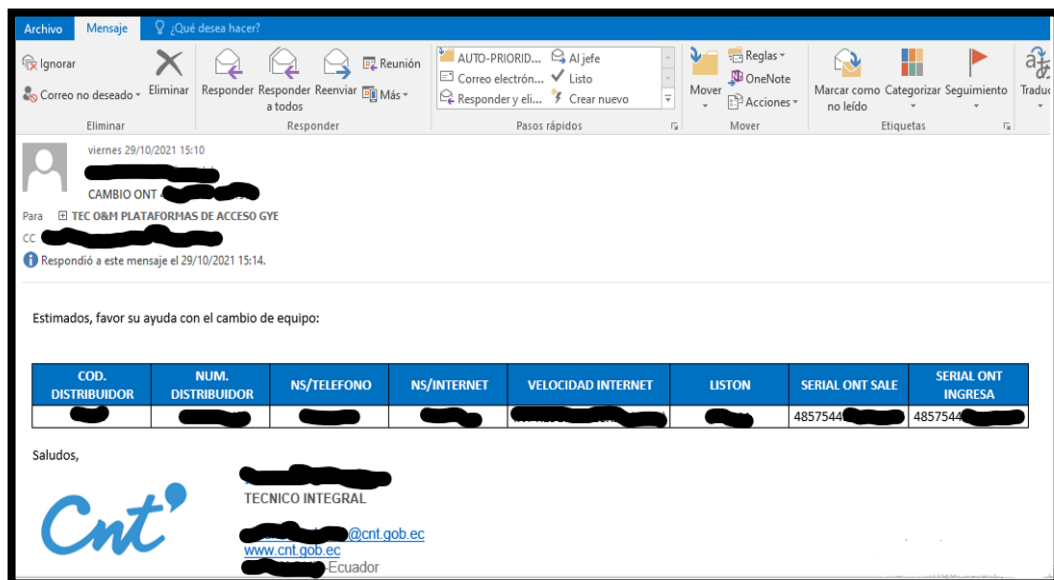 Archivo Mensaje ¿Qué desea hacer?
Ignorar
Correo no deseado
Eliminar
Eliminar
Responder Responder a todos Reenviar
Reunión
Más
Responder
AUTO-PRIORID... Al jefe
Correo electrón... Listo
Responder y eli... Crear nuevo
Pasos rápidos
Mover
Reglas
OneNote
Acciones
Mover
Marcar como no leído Categorizar Seguimiento
Etiquetas
Traduc
viernes 29/10/2021 15:10
CAMBIO ONT
Para TEC O&M PLATAFORMAS DE ACCESO GYE
CC
Respondió a este mensaje el 29/10/2021 15:14.
Estimados, favor su ayuda con el cambio de equipo:
COD. DISTRIBUIDOR NUM. DISTRIBUIDOR NS/TELEFONO NS/INTERNET VELOCIDAD INTERNET LISTON SERIAL ONT SALE SERIAL ONT INGRESA
4857544 4857544
Saludos,
Cnt
TECNICO INTEGRAL
@cnt.gob.ec
www.cnt.gob.ec
-Ecuador